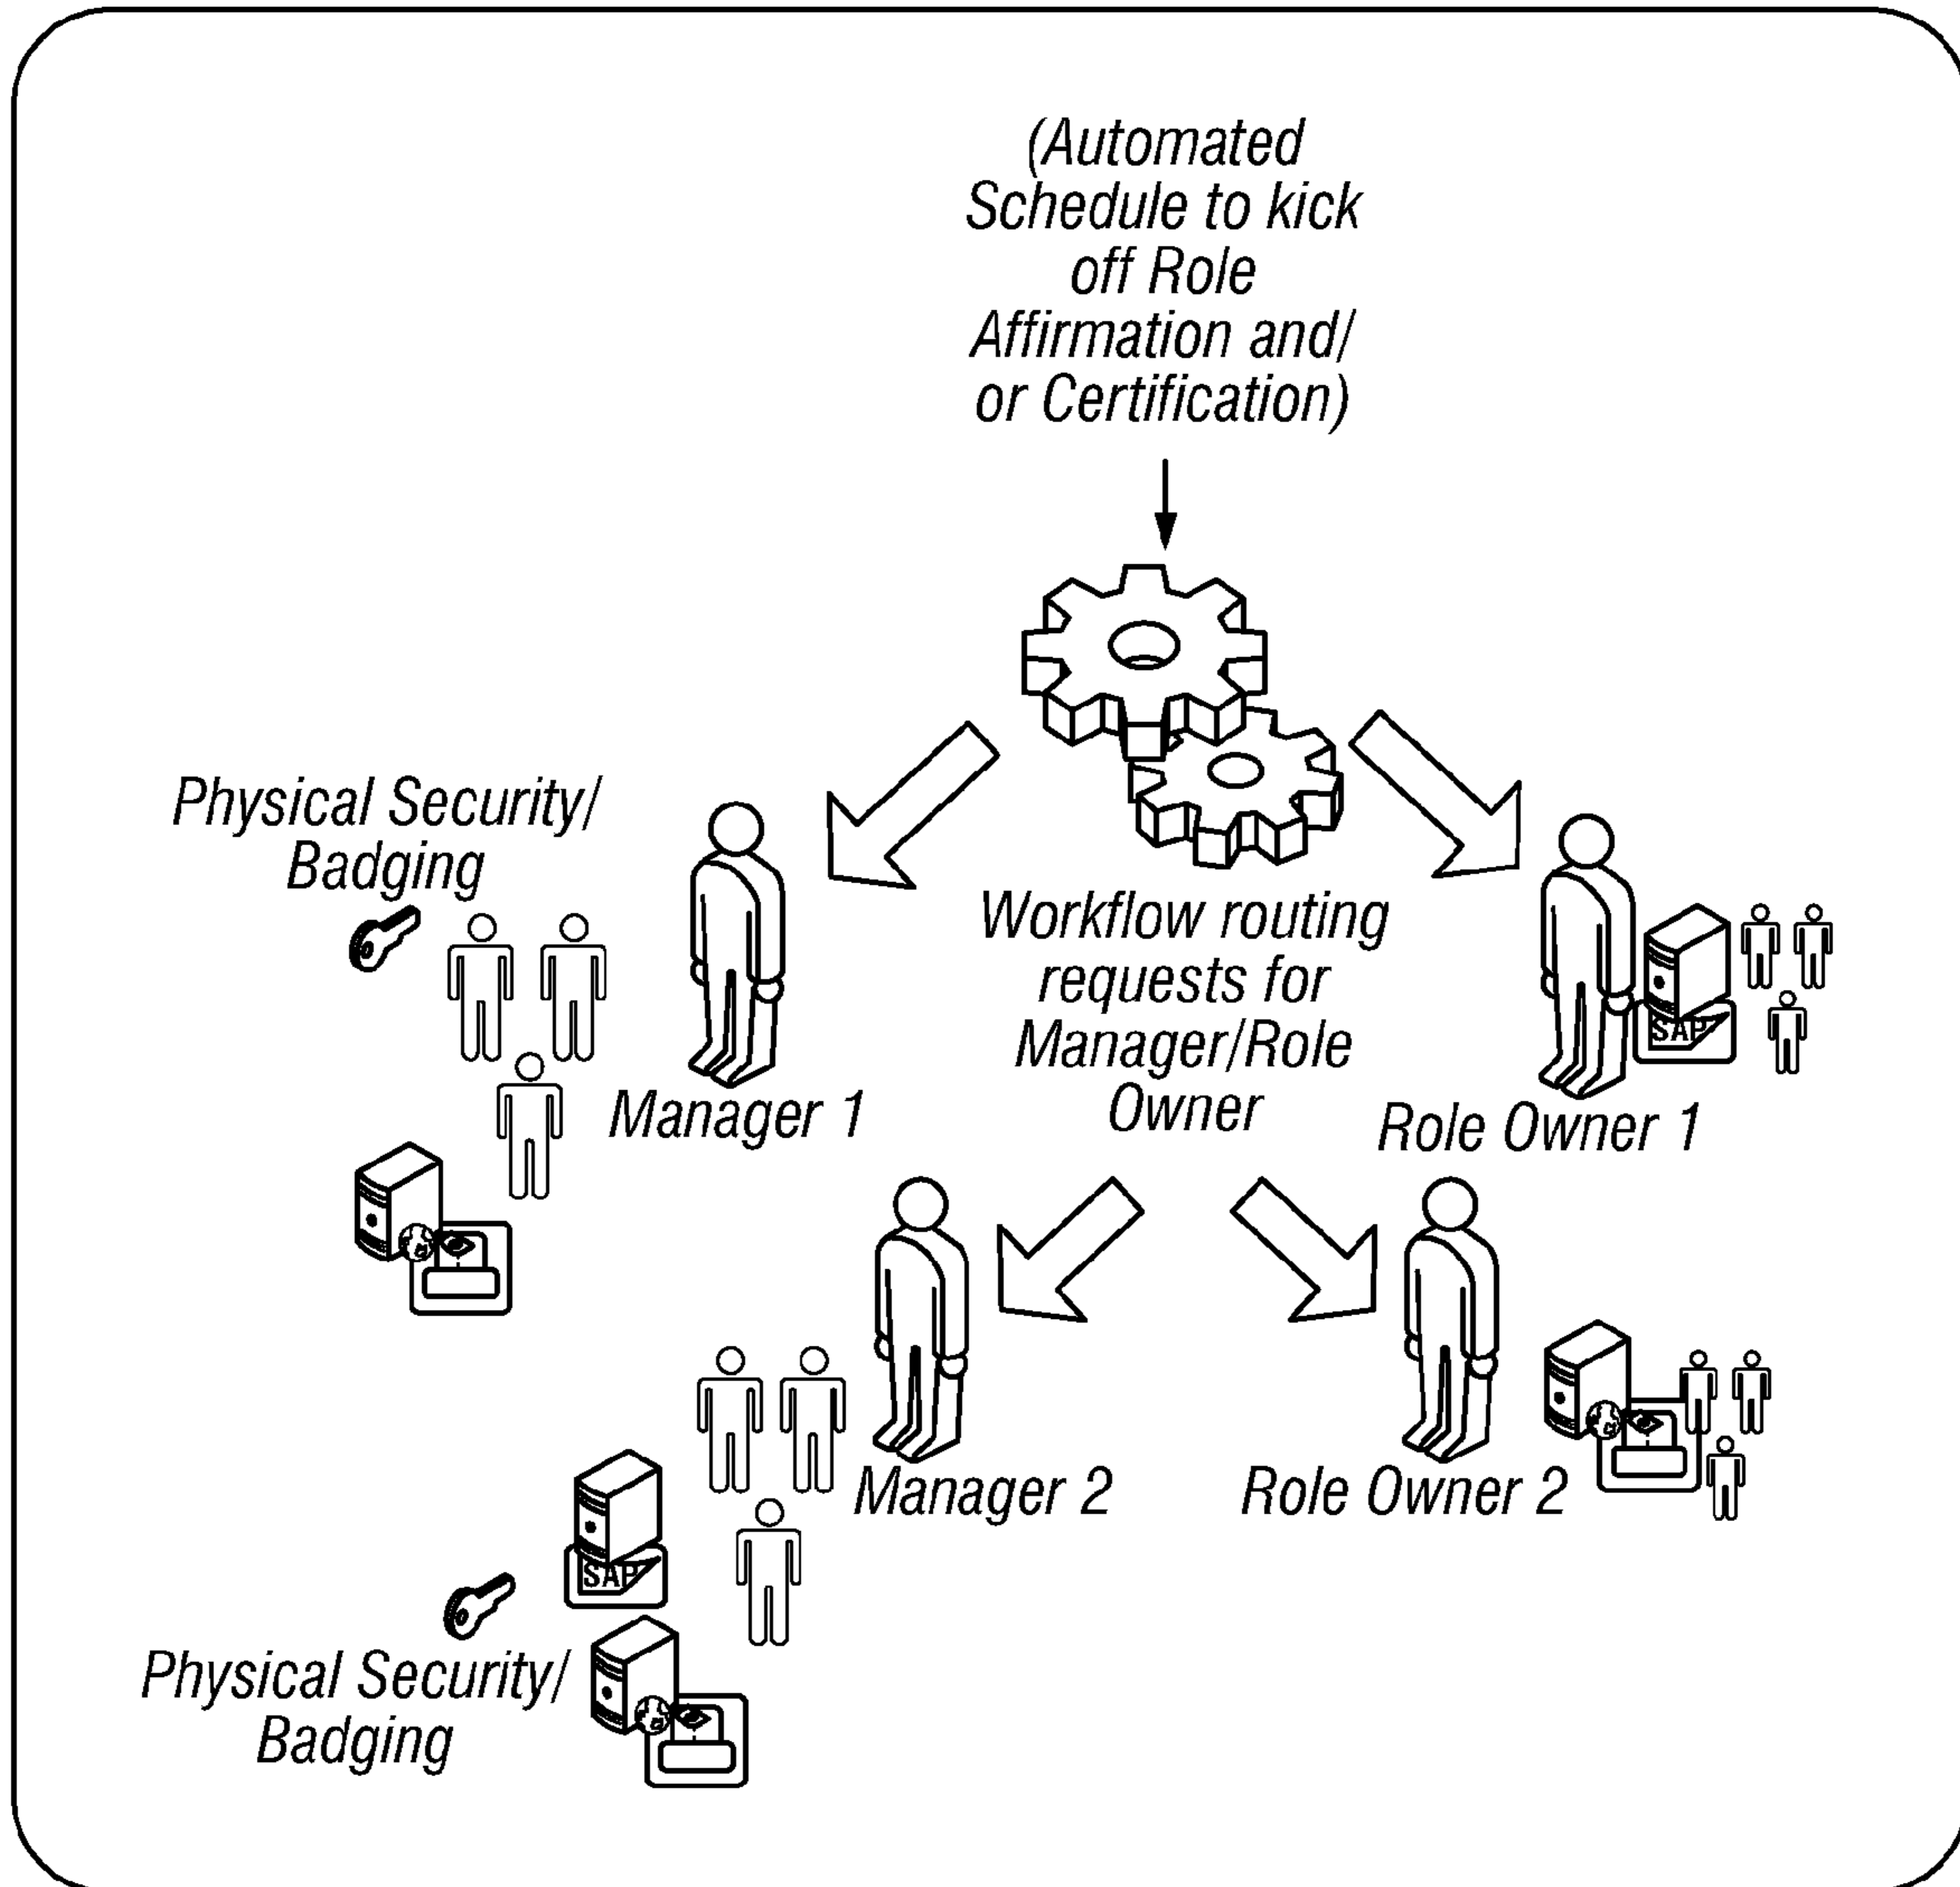 (Automated
Schedule to kick
off Role
Affirmation and/
or Certification)
Physical Security/
Badging
Workflow routing
requests for
Manager/Role
Owner
SAP
Manager 1
Role Owner 1
Manager 2
Role Owner 2
SAP
Physical Security/
Badging